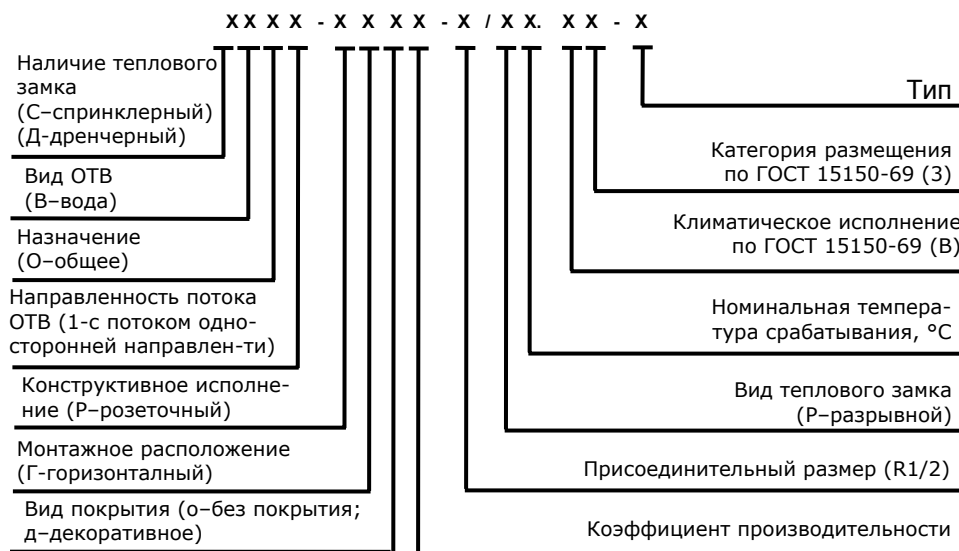 X X X X - X X X X - X / X X. X X - X
Наличие теплового
замка
(С–спринклерный)
(Д-дренчерный)
Вид ОТВ
(В–вода)
Назначение
(О–общее)
Направленность потока
ОТВ (1-с потоком одно-
сторонней направлен-ти)
Конструктивное исполне-
ние (Р–розеточный)
Монтажное расположение
(Г-горизонталный)
Вид покрытия (о–без покрытия;
д–декоративное)
Тип
Категория размещения
по ГОСТ 15150-69 (3)
Климатическое исполнение
по ГОСТ 15150-69 (В)
Номинальная темпера-
тура срабатывания, °С
Вид теплового замка
(Р–разрывной)
Присоединительный размер (R1/2)
Коэффициент производительности